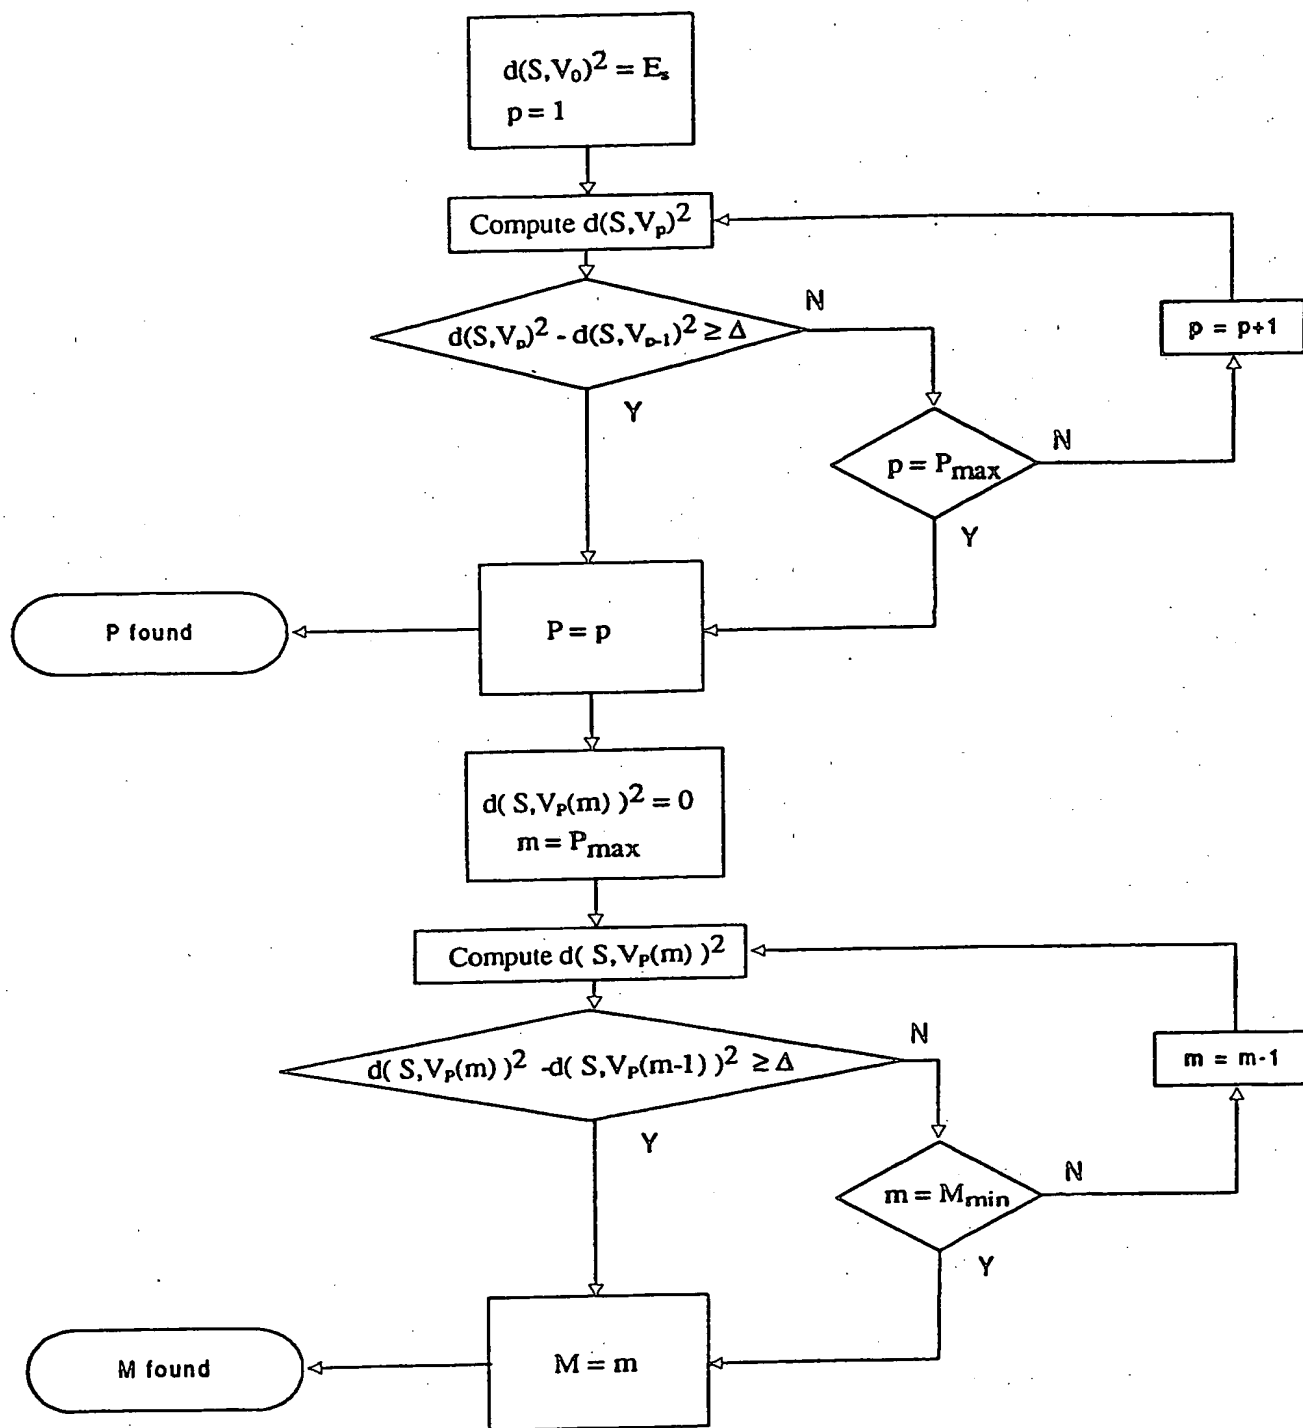 d(S,V₀)² = Eₛ
p = 1
Compute d(S,Vₚ)²
d(S,Vₚ)² - d(S,Vₚ₋₁)² ≥ Δ
N
p = p+1
Y
p = Pmax
N
Y
P found
P = p
d( S,Vₚ(m) )² = 0
m = Pmax
Compute d( S,Vₚ(m) )²
d( S,Vₚ(m) )² -d( S,Vₚ(m-1) )² ≥ Δ
N
m = m-1
Y
m = Mmin
N
Y
M found
M = m